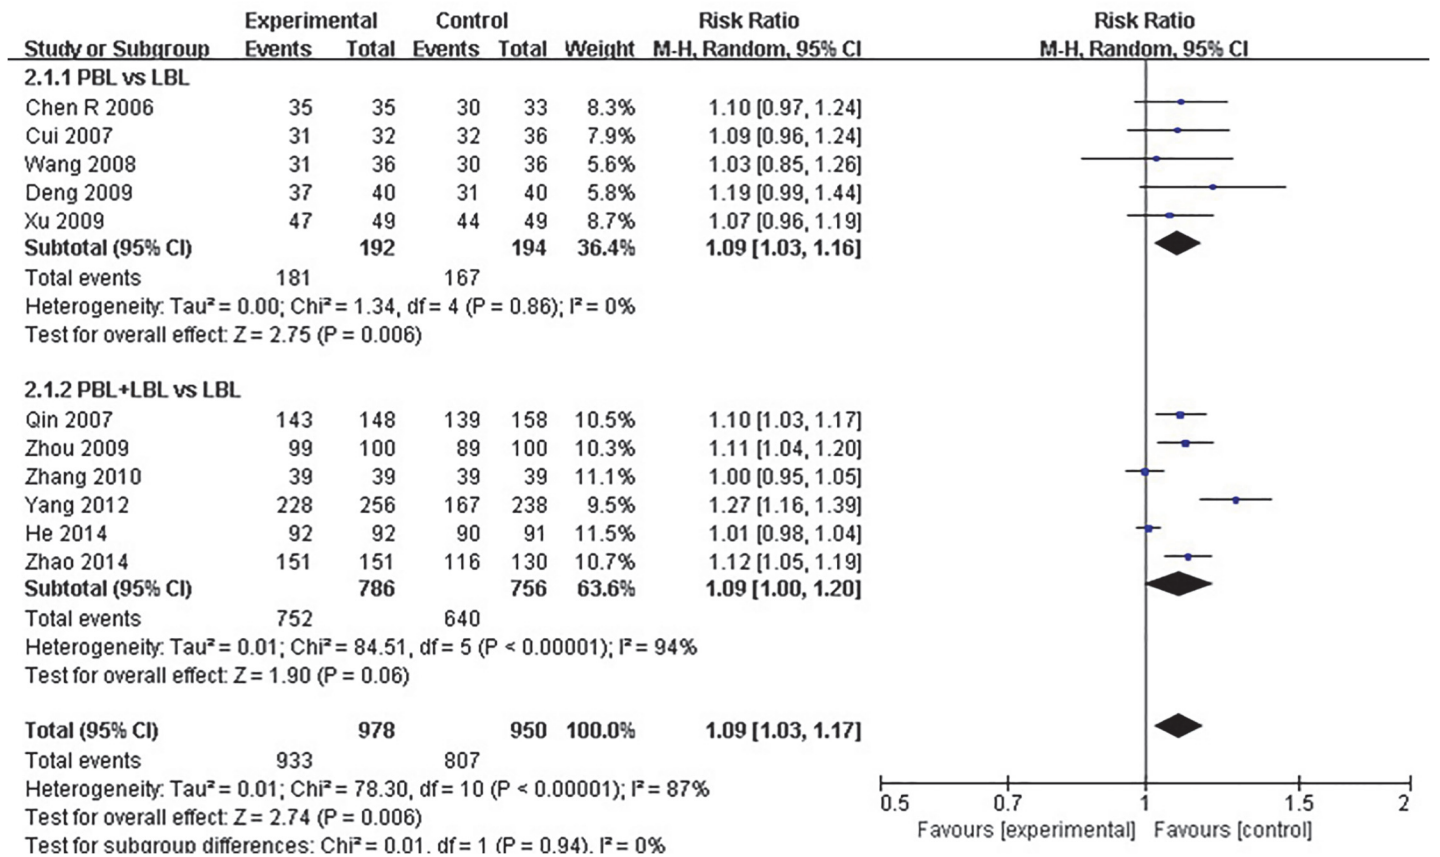 Experimental Control Risk Ratio Risk Ratio
Study or Subgroup Events Total Events Total Weight M-H, Random, 95% CI M-H, Random, 95% CI
2.1.1 PBL vs LBL
Chen R 2006 35 35 30 33 8.3% 1.10 [0.97, 1.24]
Cui 2007 31 32 32 36 7.9% 1.09 [0.96, 1.24]
Wang 2008 31 36 30 36 5.6% 1.03 [0.85, 1.26]
Deng 2009 37 40 31 40 5.8% 1.19 [0.99, 1.44]
Xu 2009 47 49 44 49 8.7% 1.07 [0.96, 1.19]
Subtotal (95% CI) 192 194 36.4% 1.09 [1.03, 1.16]
Total events 181 167
Heterogeneity: Tau² = 0.00; Chi² = 1.34, df = 4 (P = 0.86); I² = 0%
Test for overall effect: Z = 2.75 (P = 0.006)
2.1.2 PBL+LBL vs LBL
Qin 2007 143 148 139 158 10.5% 1.10 [1.03, 1.17]
Zhou 2009 99 100 89 100 10.3% 1.11 [1.04, 1.20]
Zhang 2010 39 39 39 39 11.1% 1.00 [0.95, 1.05]
Yang 2012 228 256 167 238 9.5% 1.27 [1.16, 1.39]
He 2014 92 92 90 91 11.5% 1.01 [0.98, 1.04]
Zhao 2014 151 151 116 130 10.7% 1.12 [1.05, 1.19]
Subtotal (95% CI) 786 756 63.6% 1.09 [1.00, 1.20]
Total events 752 640
Heterogeneity: Tau² = 0.01; Chi² = 84.51, df = 5 (P < 0.00001); I² = 94%
Test for overall effect: Z = 1.90 (P = 0.06)
Total (95% CI) 978 950 100.0% 1.09 [1.03, 1.17]
Total events 933 807
Heterogeneity: Tau² = 0.01; Chi² = 78.30, df = 10 (P < 0.00001); I² = 87%
Test for overall effect: Z = 2.74 (P = 0.006)
Test for subgroup differences: Chi² = 0.01, df = 1 (P = 0.94), I² = 0%
0.5 0.7 1 1.5 2
Favours [experimental] Favours [control]